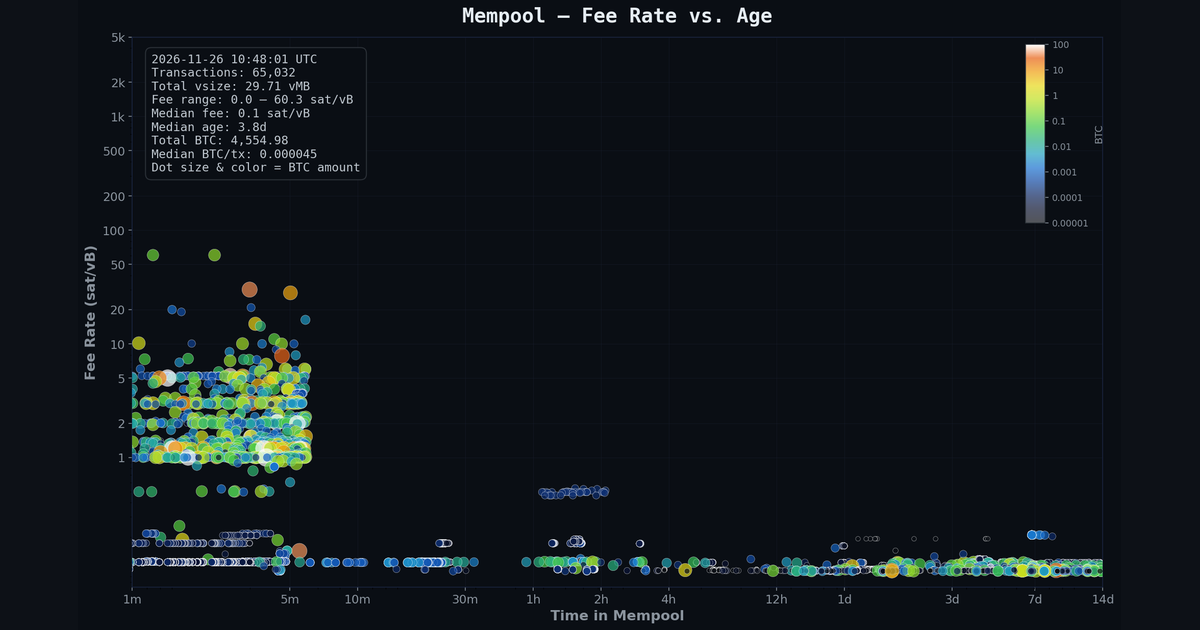 Mempool — Fee Rate vs. Age
2026-11-26 10:48:01 UTC
Transactions: 65,032
Total vsize: 29.71 vMB
Fee range: 0.0 – 60.3 sat/vB
Median fee: 0.1 sat/vB
Median age: 3.8d
Total BTC: 4,554.98
Median BTC/tx: 0.000045
Dot size & color = BTC amount
Fee Rate (sat/vB)
5k
2k
1k
500
200
100
50
20
10
5
2
1
100
10
1
0.1
0.01
0.001
0.0001
0.00001
BTC
1m
5m
10m
30m
1h
2h
4h
12h
1d
3d
7d
14d
Time in Mempool